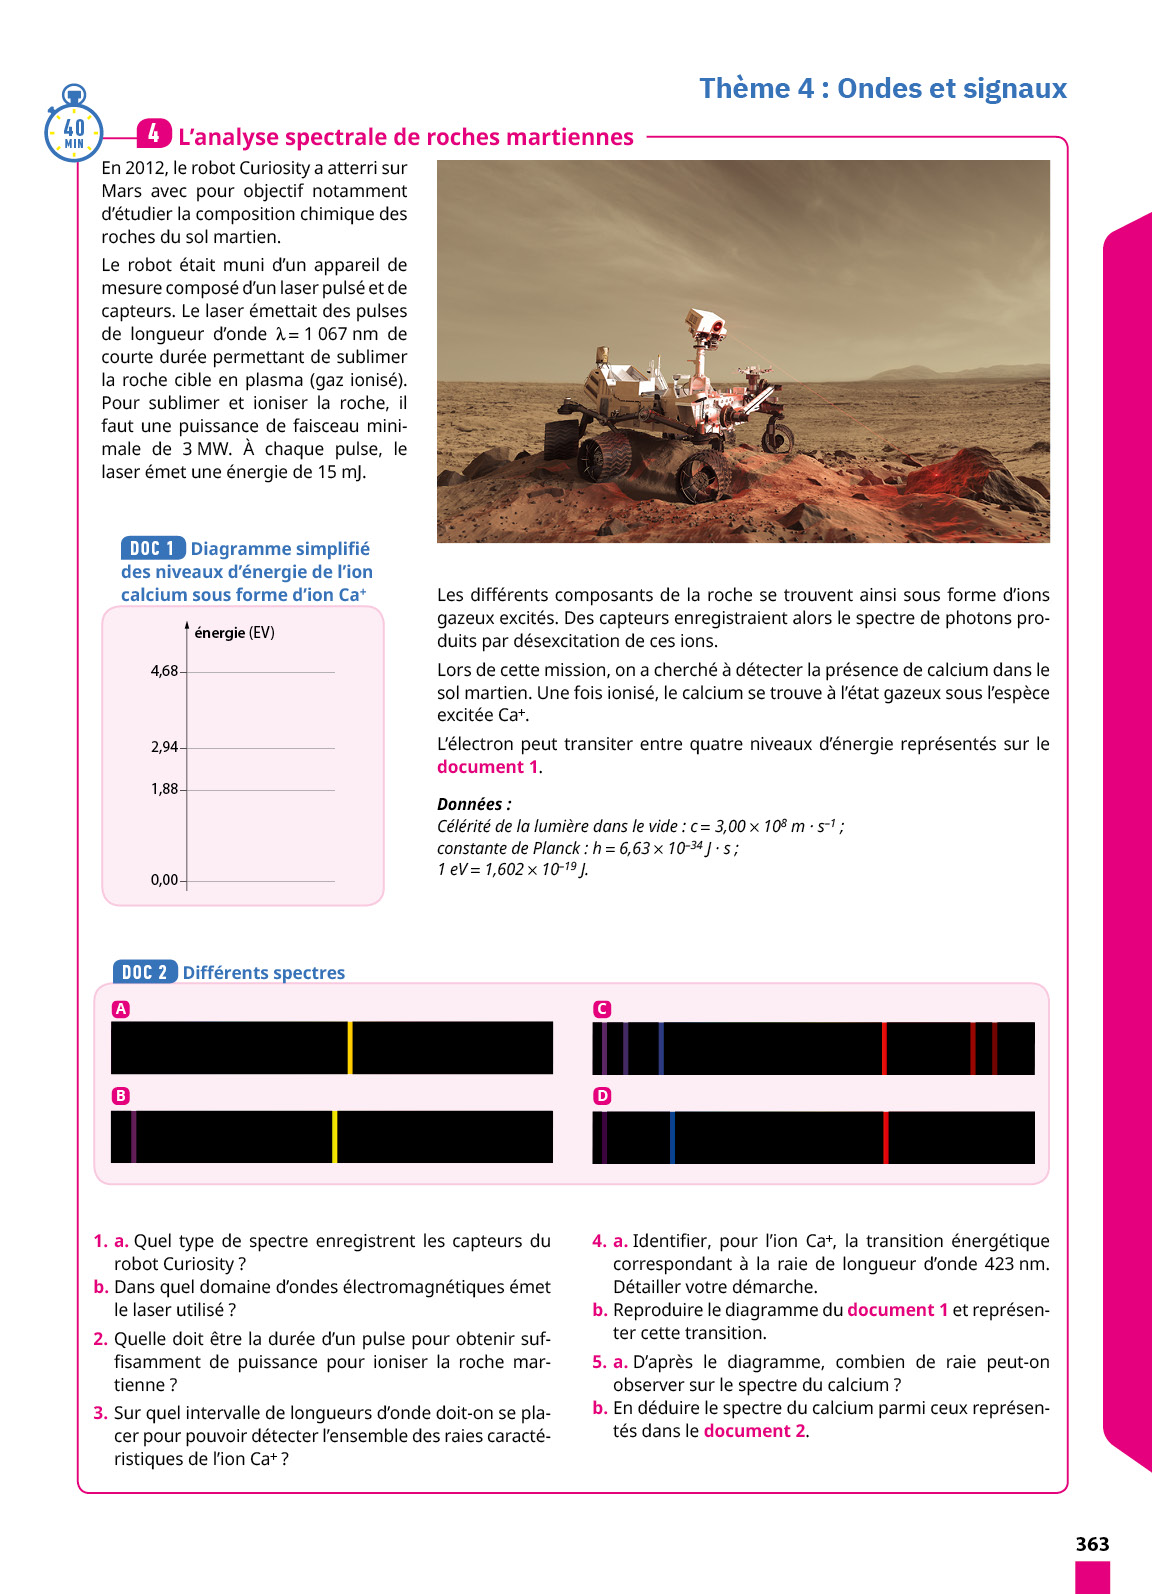 Thème 4 : Ondes et signaux
40
MIN
4 L’analyse spectrale de roches martiennes
En 2012, le robot Curiosity a atterri sur
Mars avec pour objectif notamment
d’étudier la composition chimique des
roches du sol martien.
Le robot était muni d’un appareil de
mesure composé d’un laser pulsé et de
capteurs. Le laser émettait des pulses
de longueur d’onde λ = 1 067 nm de
courte durée permettant de sublimer
la roche cible en plasma (gaz ionisé).
Pour sublimer et ioniser la roche, il
faut une puissance de faisceau mini-
male de 3 MW. À chaque pulse, le
laser émet une énergie de 15 mJ.
DOC 1 Diagramme simplifié
des niveaux d’énergie de l’ion
calcium sous forme d’ion Ca⁺
énergie (EV)
4,68
2,94
1,88
0,00
Les différents composants de la roche se trouvent ainsi sous forme d’ions
gazeux excités. Des capteurs enregistraient alors le spectre de photons pro-
duits par désexcitation de ces ions.
Lors de cette mission, on a cherché à détecter la présence de calcium dans le
sol martien. Une fois ionisé, le calcium se trouve à l’état gazeux sous l’espèce
excitée Ca⁺.
L’électron peut transiter entre quatre niveaux d’énergie représentés sur le
document 1.
Données :
Célérité de la lumière dans le vide : c = 3,00 × 10⁸ m · s⁻¹ ;
constante de Planck : h = 6,63 × 10⁻³⁴ J · s ;
1 eV = 1,602 × 10⁻¹⁹ J.
DOC 2 Différents spectres
A
B
C
D
1. a. Quel type de spectre enregistrent les capteurs du
robot Curiosity ?
b. Dans quel domaine d’ondes électromagnétiques émet
le laser utilisé ?
2. Quelle doit être la durée d’un pulse pour obtenir suf-
fisamment de puissance pour ioniser la roche mar-
tienne ?
3. Sur quel intervalle de longueurs d’onde doit-on se pla-
cer pour pouvoir détecter l’ensemble des raies caracté-
ristiques de l’ion Ca⁺ ?
4. a. Identifier, pour l’ion Ca⁺, la transition énergétique
correspondant à la raie de longueur d’onde 423 nm.
Détailler votre démarche.
b. Reproduire le diagramme du document 1 et représen-
ter cette transition.
5. a. D’après le diagramme, combien de raie peut-on
observer sur le spectre du calcium ?
b. En déduire le spectre du calcium parmi ceux représen-
tés dans le document 2.
363